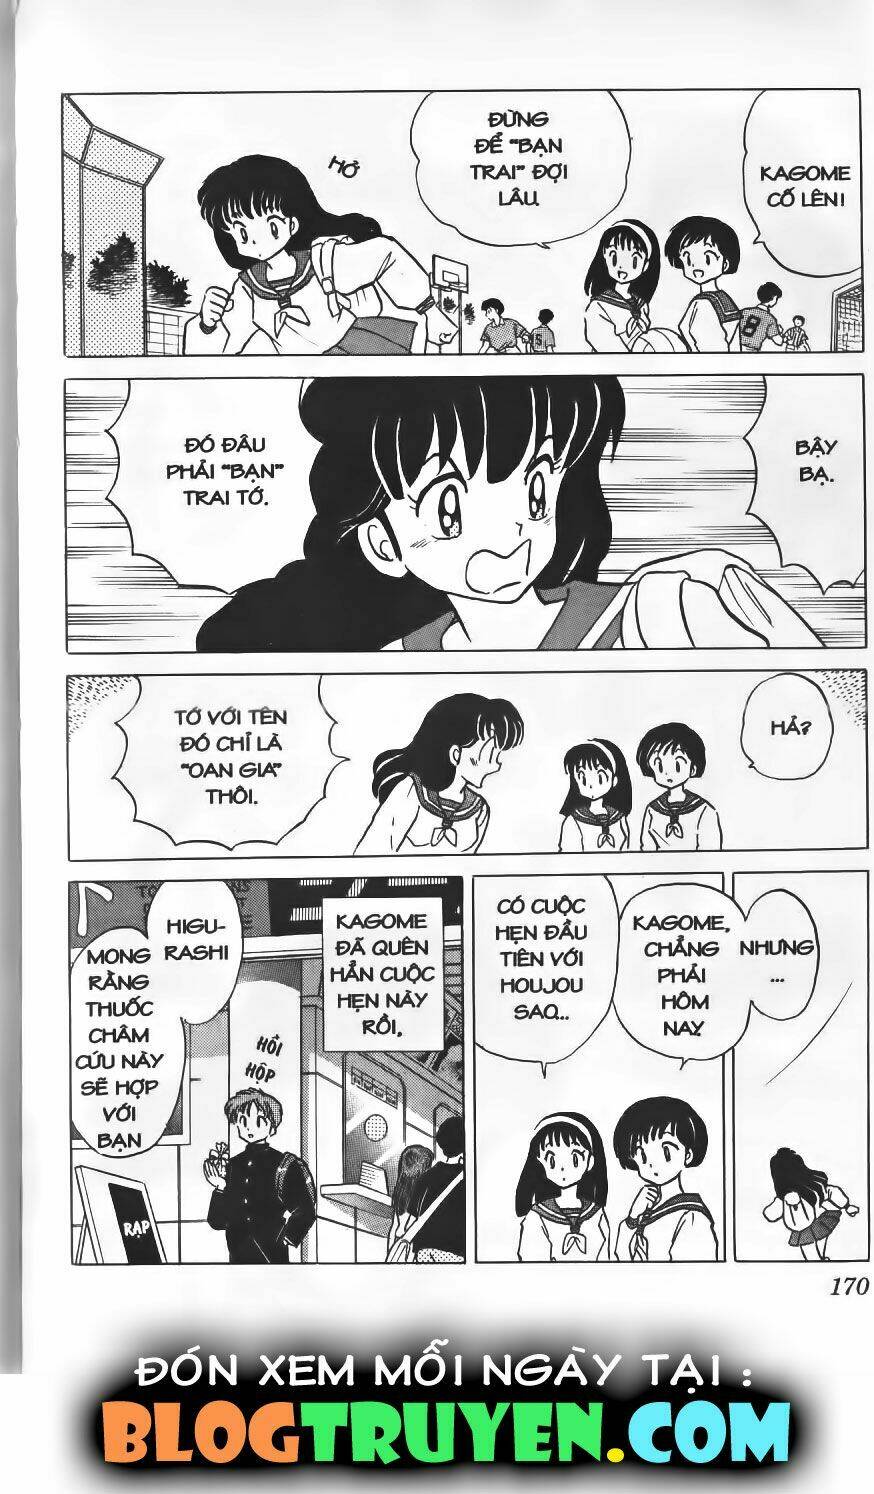 KAGOME
CỐ LÊN!
ĐỪNG
ĐỂ "BẠN
TRAI" ĐỢI
LÂU.
HỞ
8
5
BẬY
BẠ.
ĐÓ ĐÂU
PHẢI "BẠN"
TRAI TỚ.
HẢ?
TỚ VỚI TÊN
ĐÓ CHỈ LÀ
"OAN GIA"
THÔI.
NHƯNG
...
KAGOME,
CHẲNG
PHẢI
HÔM
NAY.
CÓ CUỘC
HẸN ĐẦU
TIÊN VỚI
HOUJOU
SAO...
KAGOME
ĐÃ QUÊN
HẲN CUỘC
HẸN NÀY
RỒI.
HIGU-
RASHI
MONG
RẰNG
THUỐC
CHÂM
CỨU NÀY
SẼ HỢP
VỚI
BẠN
HỒI
HỘP
RẠP
170
ĐÓN XEM MỖI NGÀY TẠI :
BLOGTRUYEN.COM